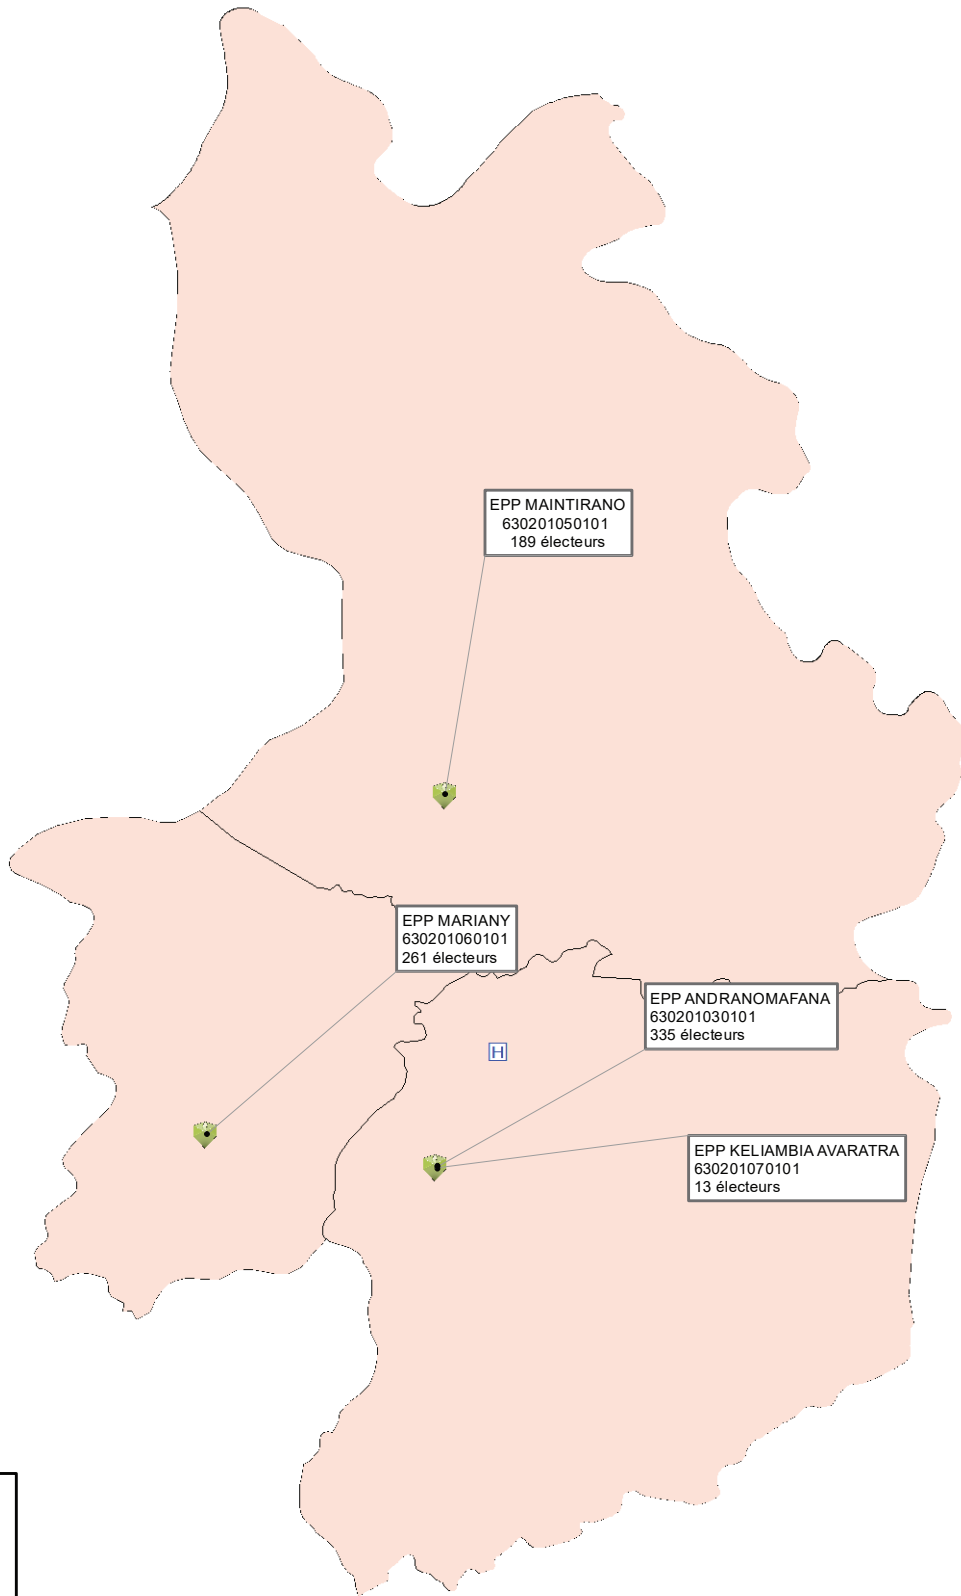 EPP MAINTIRANO
630201050101
189 électeurs
EPP MARIANY
630201060101
261 électeurs
EPP ANDRANOMAFANA
630201030101
335 électeurs
H
EPP KELIAMBIA AVARATRA
630201070101
13 électeurs